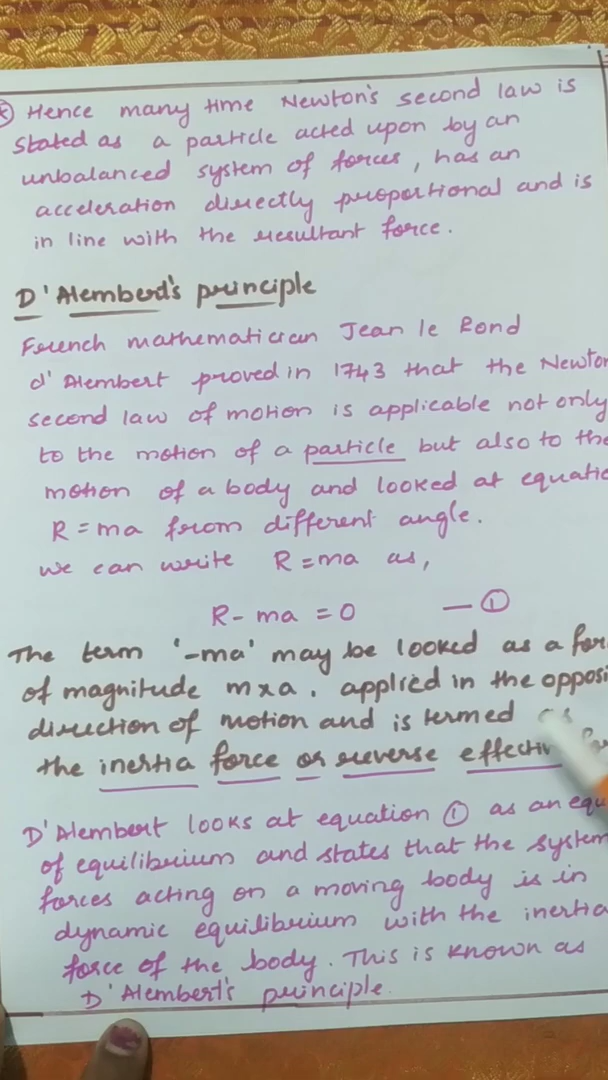 Hence many time Newton's second law is
stated as a particle acted upon by an
unbalanced system of forces, has an
acceleration directly proportional and is
in line with the resultant force.
D'Alembert's principle
French mathematician Jean le Rond
d'Alembert proved in 1743 that the Newton
second law of motion is applicable not only
to the motion of a particle but also to the
motion of a body and looked at equatio
R = ma from different angle.
we can write R = ma as,
R - ma = 0 — ①
The term '-ma' may be looked as a for
of magnitude m x a. applied in the opposi
direction of motion and is termed as
the inertia force or reverse effectiv
D'Alembert looks at equation ① as an equ
of equilibrium and states that the system
forces acting on a moving body is in
dynamic equilibrium with the inertia
force of the body. This is known as
D'Alembert's principle.